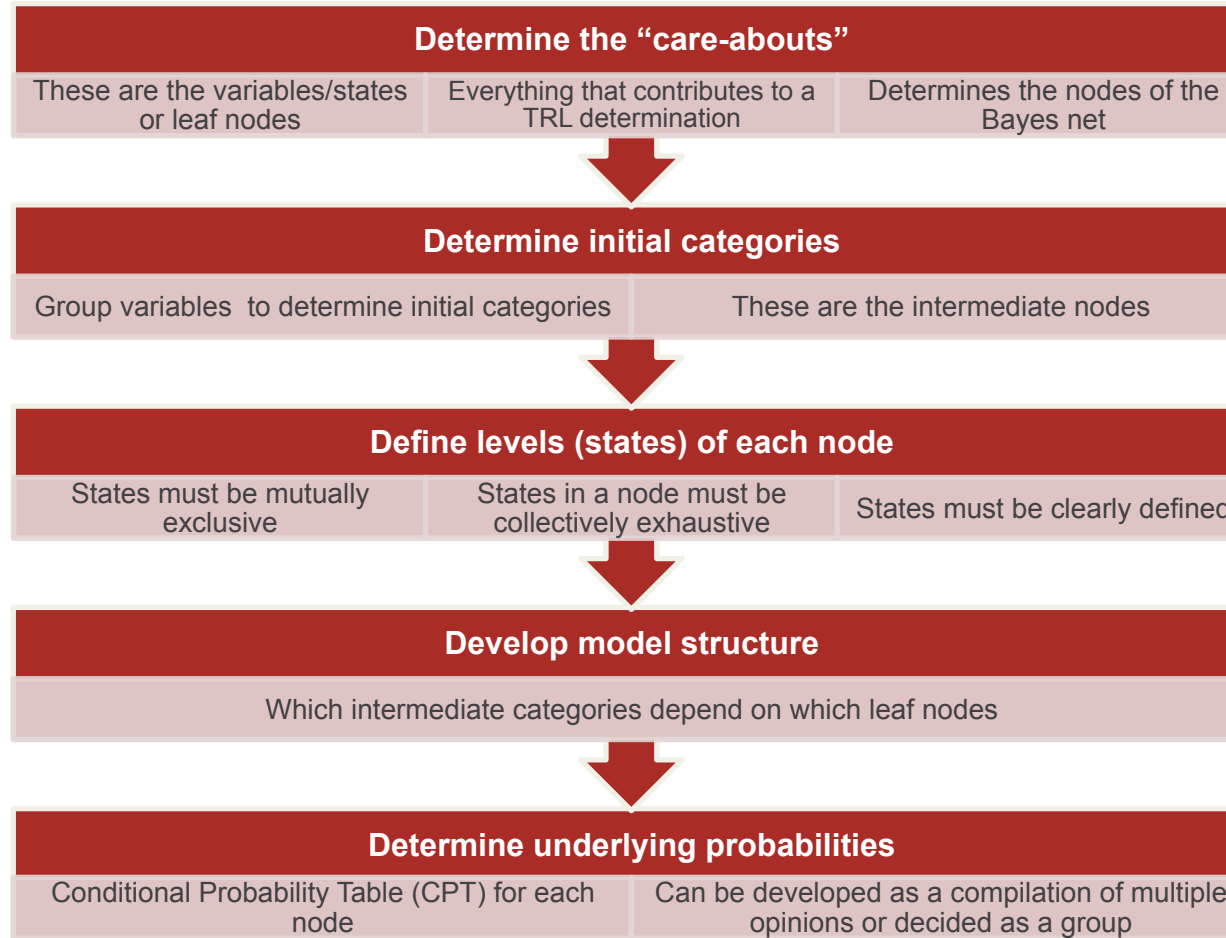 Determine the “care-abouts”
These are the variables/states
or leaf nodes
Everything that contributes to a
TRL determination
Determines the nodes of the
Bayes net
Determine initial categories
Group variables  to determine initial categories
These are the intermediate nodes
Define levels (states) of each node
States must be mutually
exclusive
States in a node must be
collectively exhaustive
States must be clearly defined
Develop model structure
Which intermediate categories depend on which leaf nodes
Determine underlying probabilities
Conditional Probability Table (CPT) for each
node
Can be developed as a compilation of multiple
opinions or decided as a group